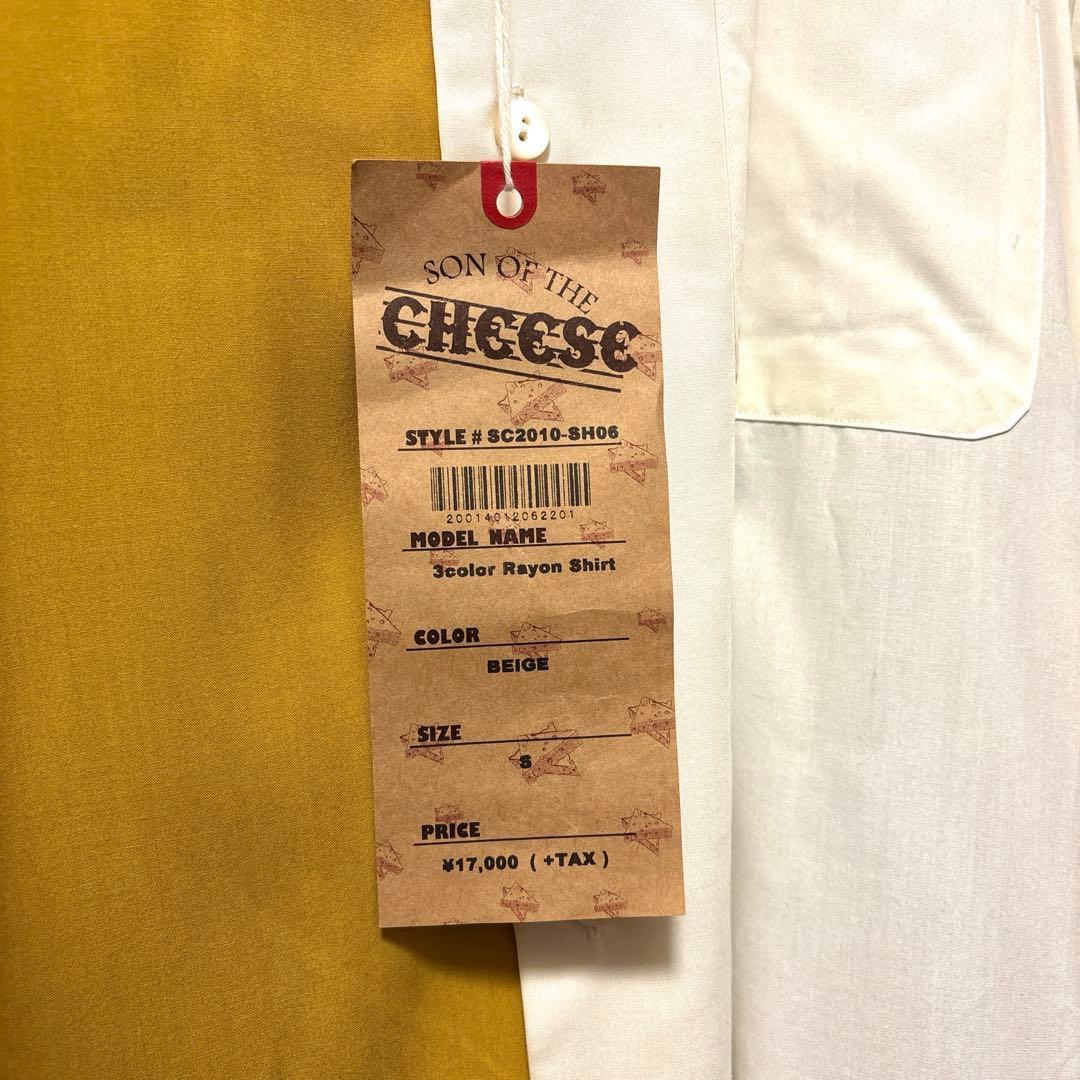 SON OF THE
CHEESE
STYLE # SC2010-SH06
20014012062201
MODEL NAME
3color Rayon Shirt
COLOR
BEIGE
SIZE
S
PRICE
¥17,000 ( +TAX )